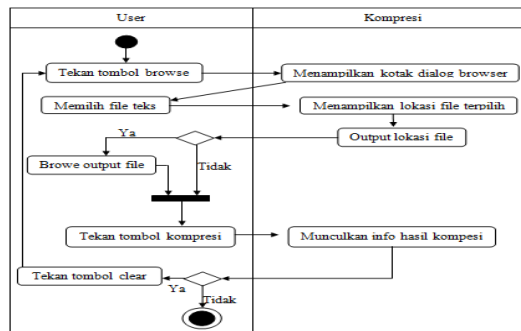 User
Kompresi
Tekan tombol browse
Menampilkan kotak dialog browser
Memilih file teks
Menampilkan lokasi file terpilih
Ya
Output lokasi file
Browe output file
Tidak
Tekan tombol kompresi
Munculkan info hasil kompesi
Tekan tombol clear
Ya
Tidak